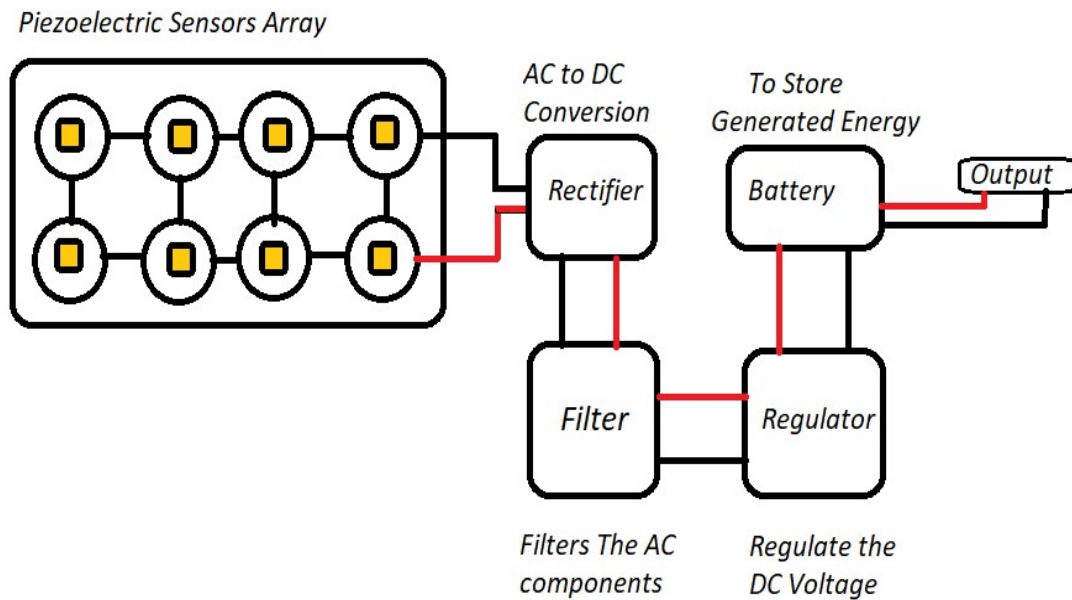 Piezoelectric Sensors Array
AC to DC
Conversion
Rectifier
To Store
Generated Energy
Battery
Output
Filter
Regulator
Filters The AC
components
Regulate the
DC Voltage